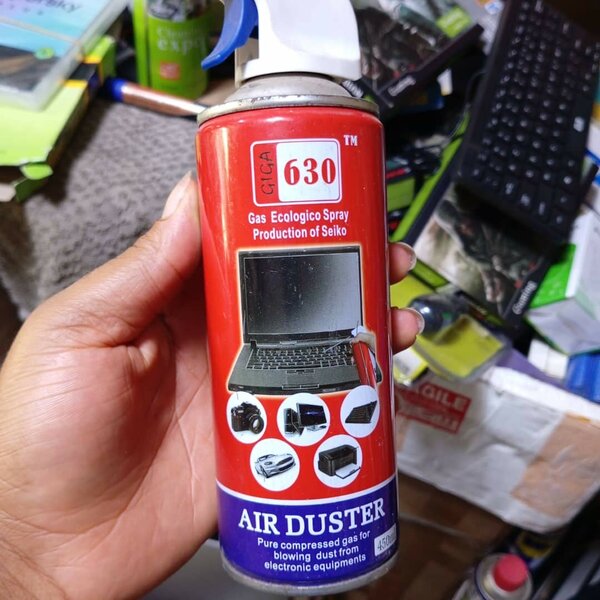 GIGA
630
TM
Gas Ecologico Spray
Production of Seiko
AIR DUSTER
Pure compressed gas for
blowing dust from
electronic equipments